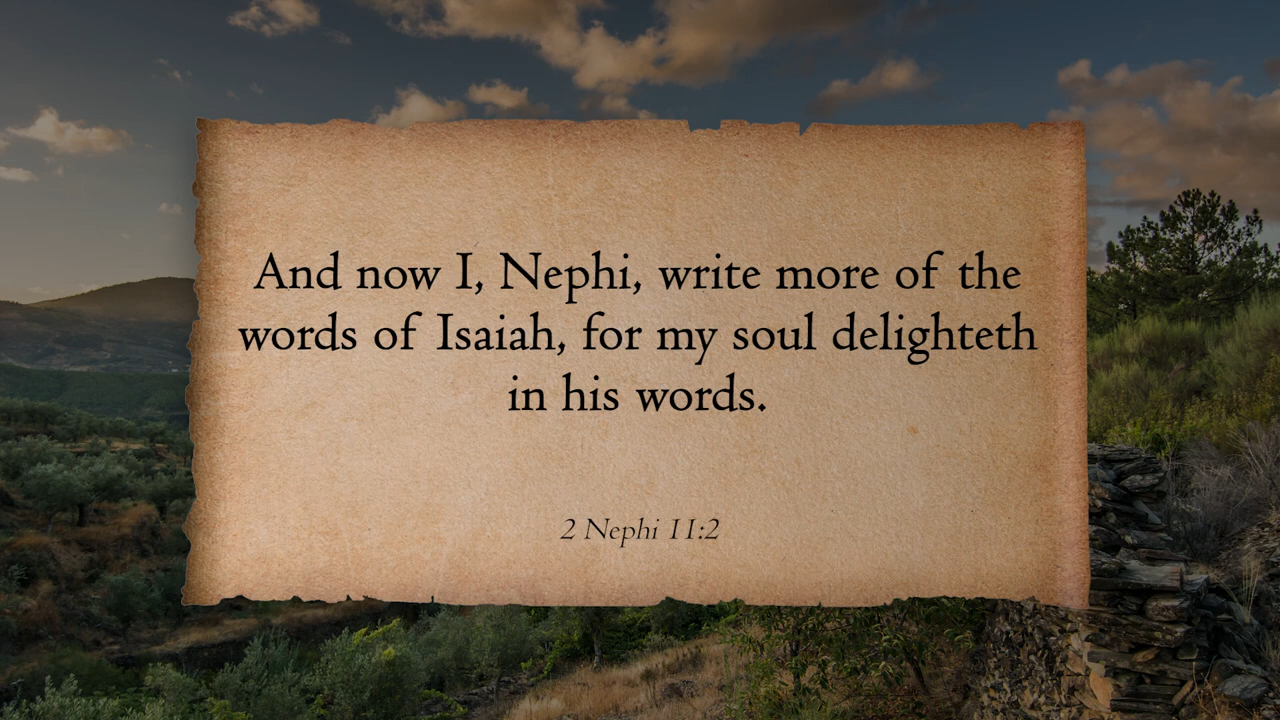 And now I, Nephi, write more of the
words of Isaiah, for my soul delighteth
in his words.
2 Nephi 11:2